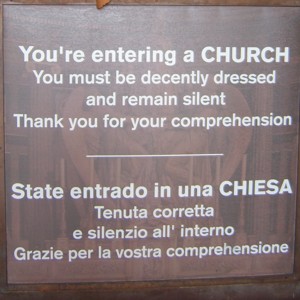 You're entering a CHURCH
You must be decently dressed
and remain silent
Thank you for your comprehension
State entrado in una CHIESA
Tenuta corretta
e silenzio all' interno
Grazie per la vostra comprehensione